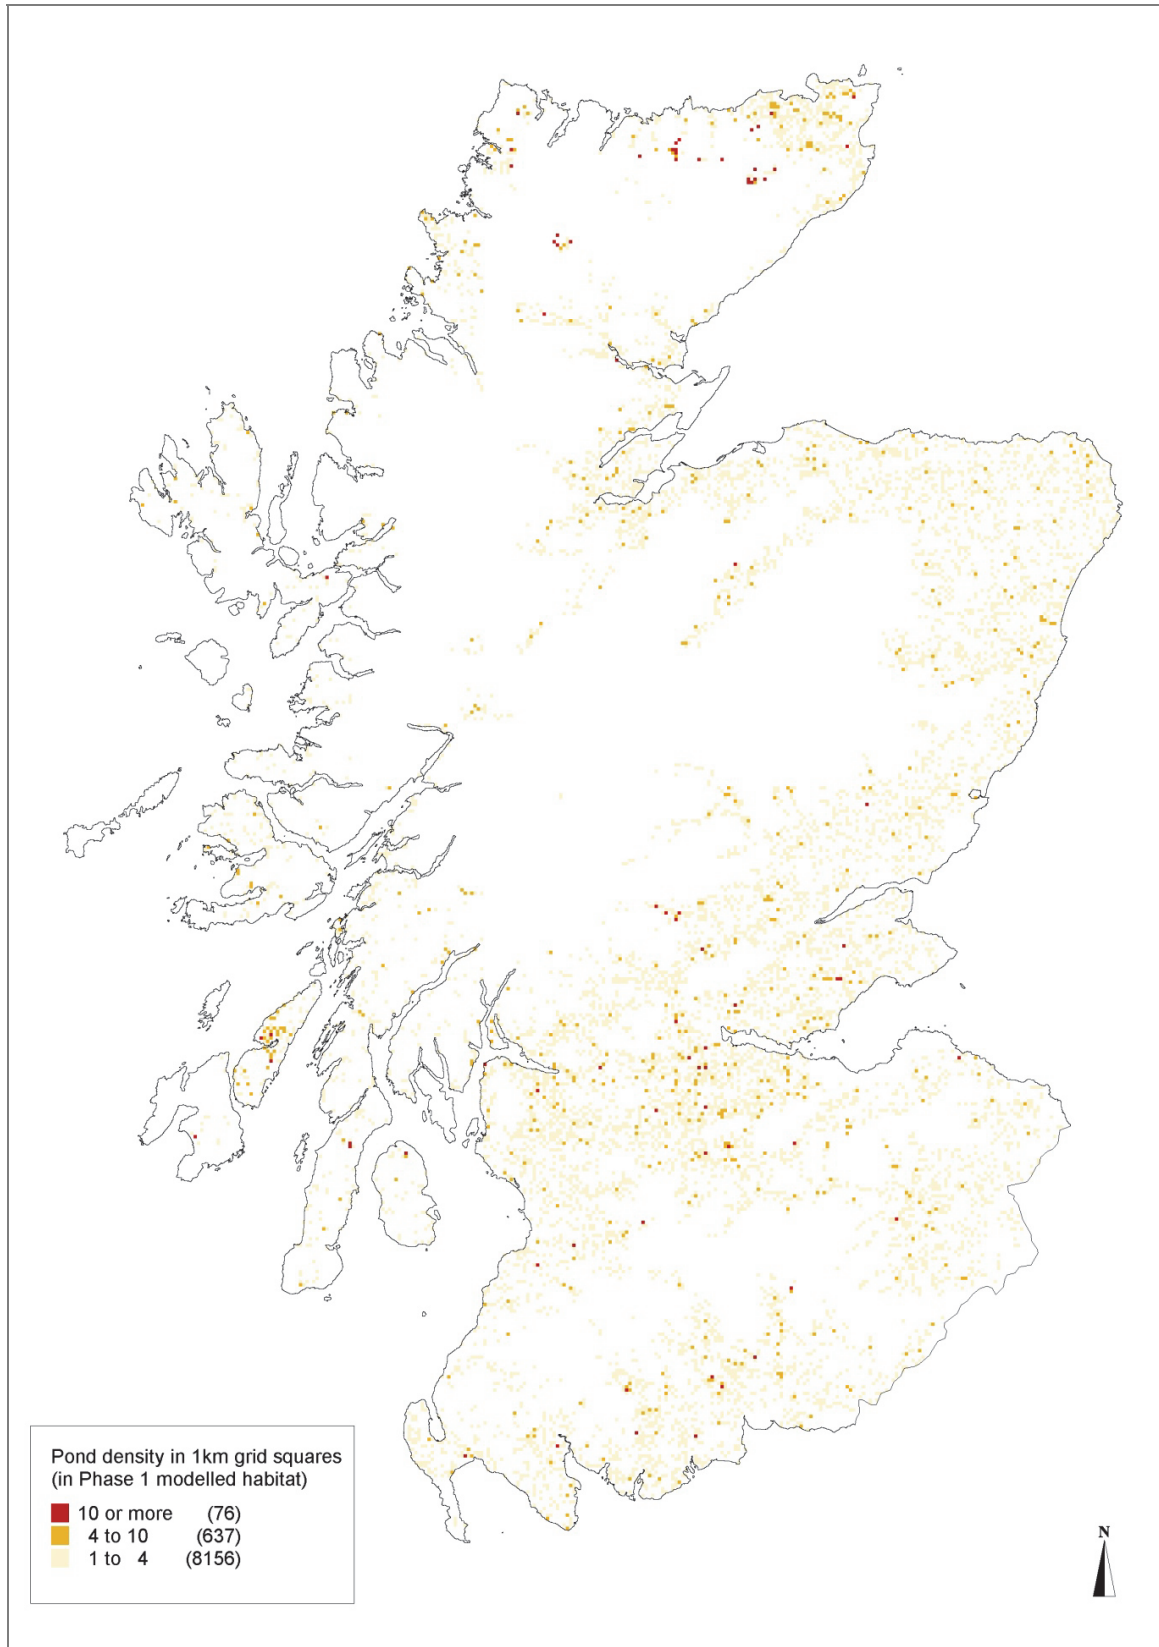 Pond density in 1km grid squares
(in Phase 1 modelled habitat)
10 or more (76)
4 to 10 (637)
1 to 4 (8156)
N